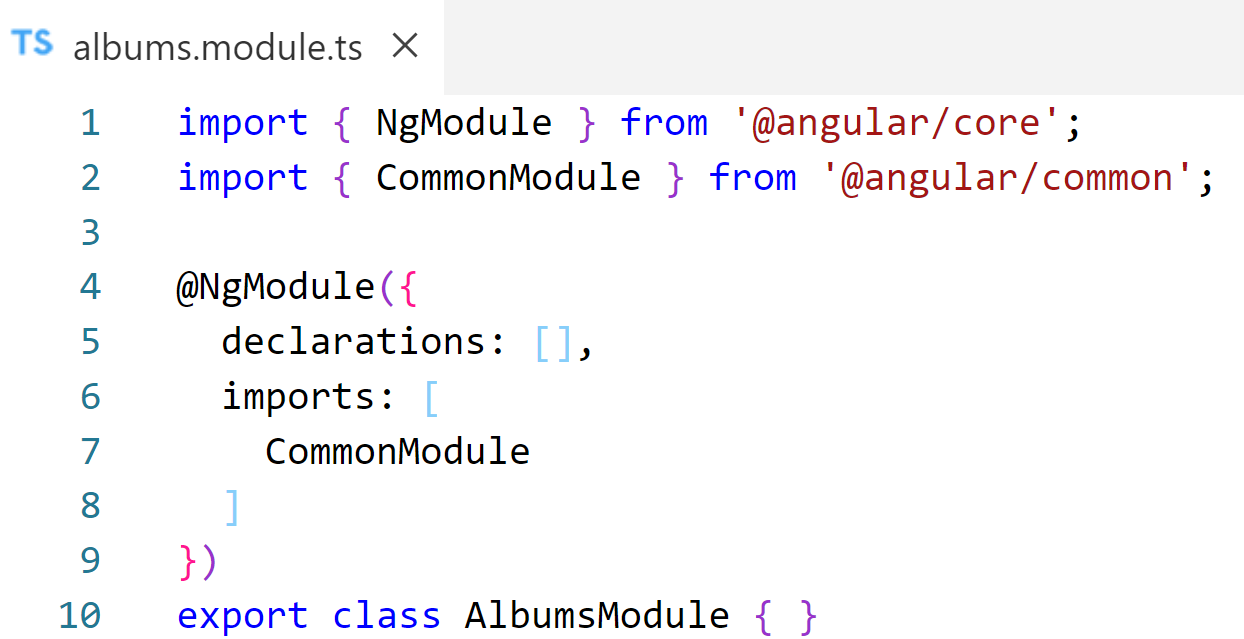 TS albums.module.ts ×
1 import { NgModule } from '@angular/core';
2 import { CommonModule } from '@angular/common';
3
4 @NgModule({
5   declarations: [],
6   imports: [
7     CommonModule
8   ]
9 })
10 export class AlbumsModule { }